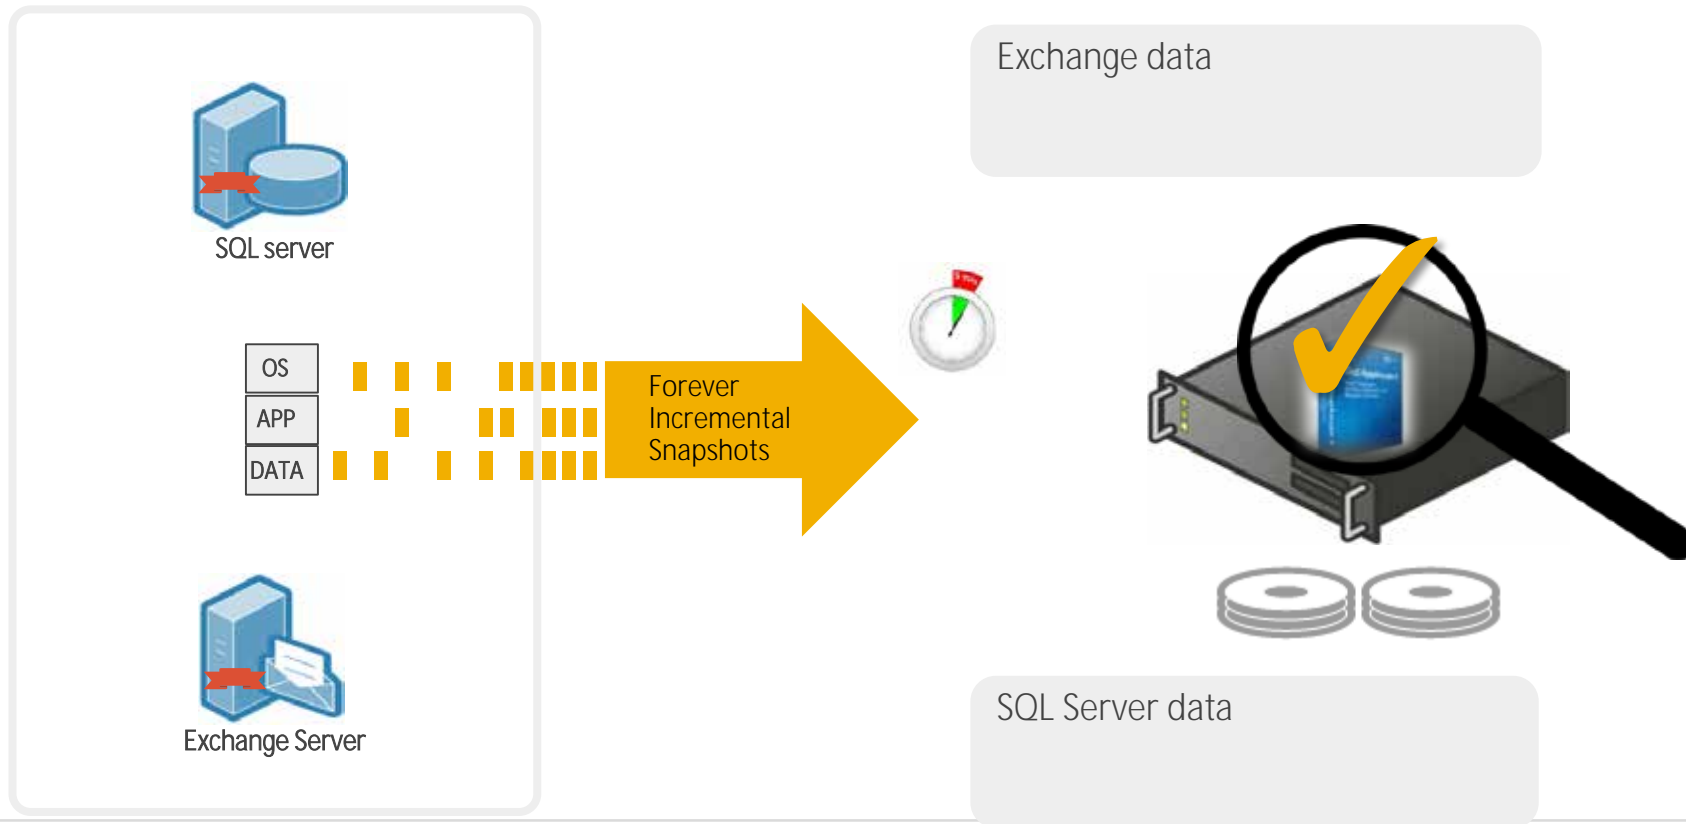 Exchange data
SQL server
OS
APP
DATA
Forever
Incremental
Snapshots
Exchange Server
SQL Server data